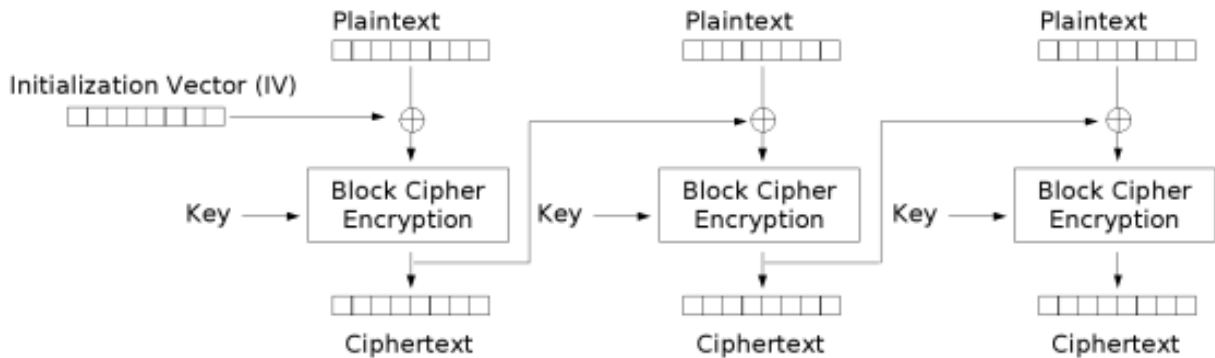 Plaintext
Plaintext
Plaintext
Initialization Vector (IV)
Key
Block Cipher
Encryption
Key
Block Cipher
Encryption
Key
Block Cipher
Encryption
Ciphertext
Ciphertext
Ciphertext